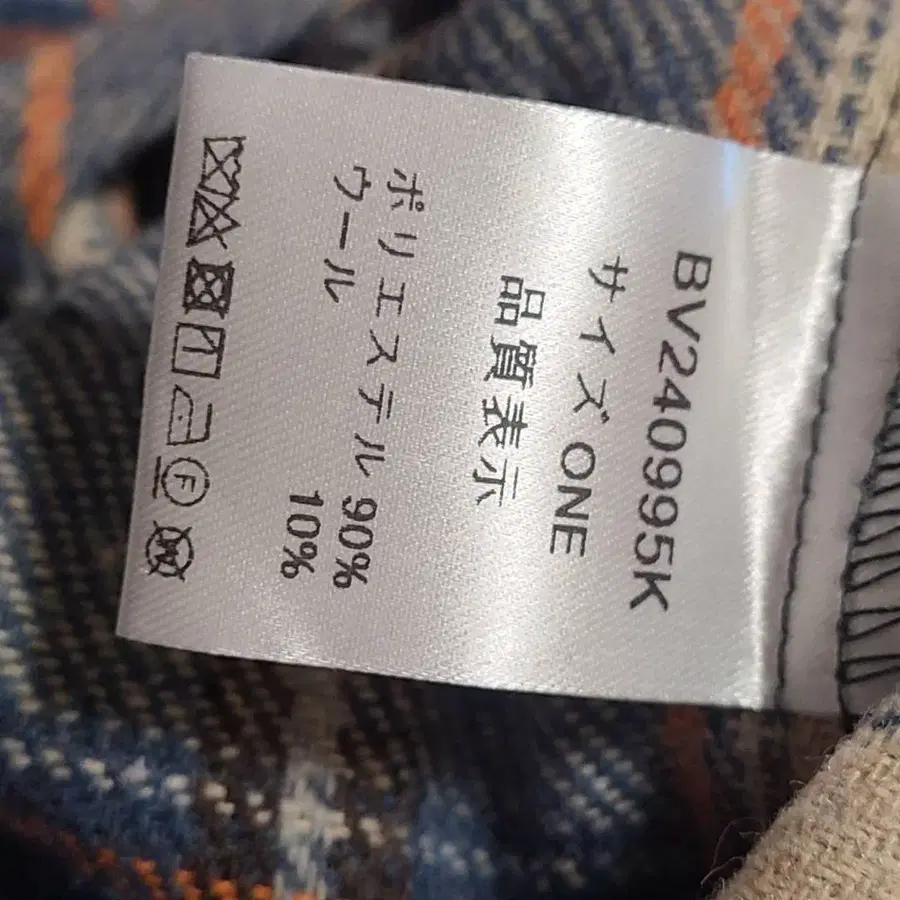 BV240995K
サイズ ONE
品質表示
ポリエステル 90%
ウール 10%
F
W